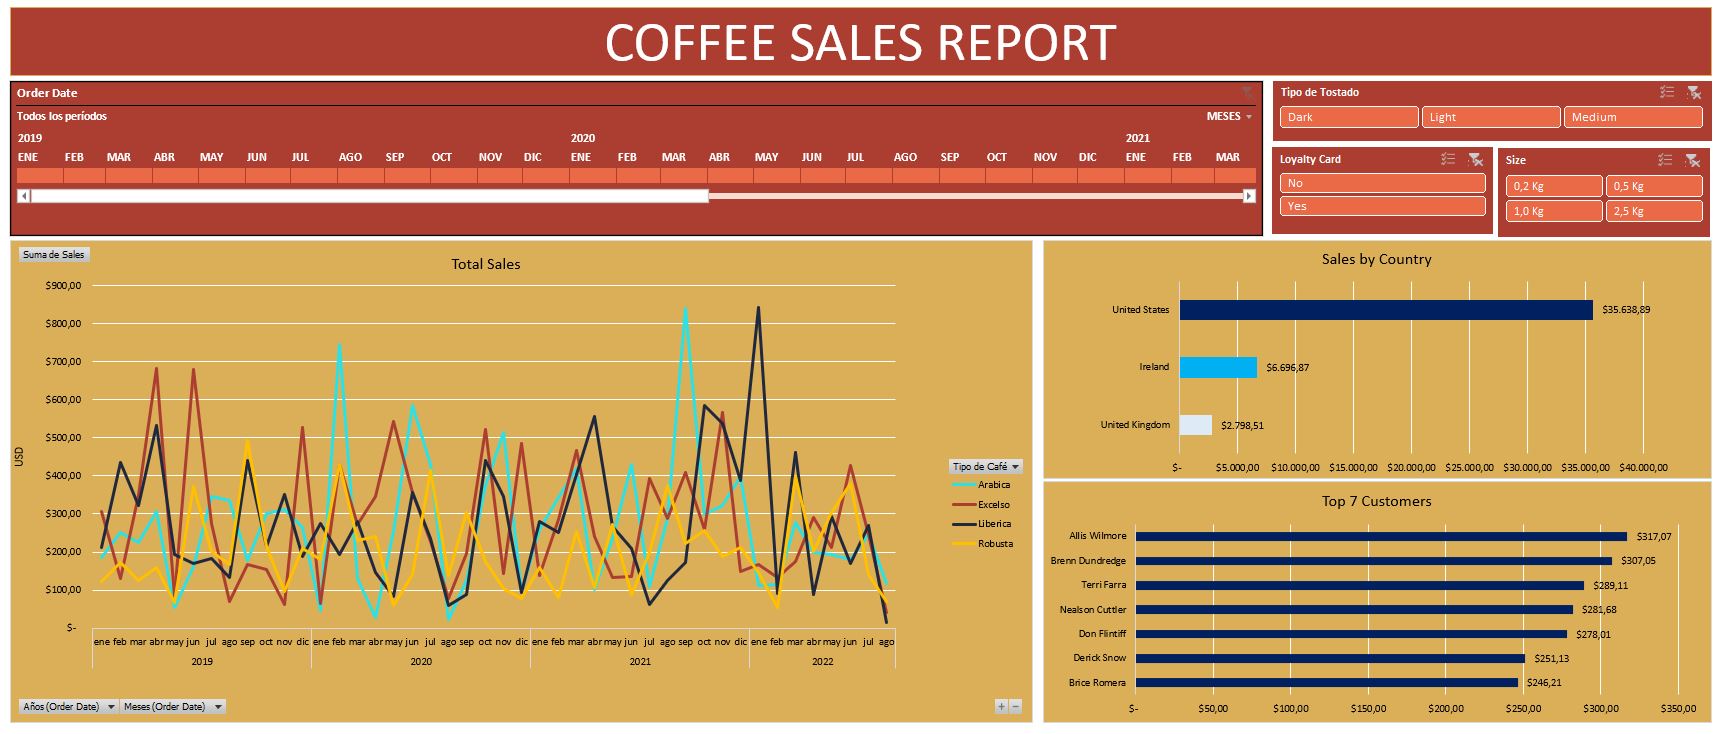 COFFEE SALES REPORT
Order Date
Todos los períodos MESES
2019 2020 2021
ENE FEB MAR ABR MAY JUN JUL AGO SEP OCT NOV DIC ENE FEB MAR ABR MAY JUN JUL AGO SEP OCT NOV DIC ENE FEB MAR
Tipo de Tostado
Dark Light Medium
Loyalty Card
No
Yes
Size
0,2 Kg 0,5 Kg
1,0 Kg 2,5 Kg
Suma de Sales
Total Sales
$900,00
$800,00
$700,00
$600,00
$500,00
$400,00
$300,00
$200,00
$100,00
$-
USD
ene feb mar abr may jun jul ago sep oct nov dic ene feb mar abr may jun jul ago sep oct nov dic ene feb mar abr may jun jul ago sep oct nov dic ene feb mar abr may jun jul ago
2019 2020 2021 2022
Tipo de Café
Arabica
Excelso
Liberica
Robusta
Años (Order Date) Meses (Order Date)
+ −
Sales by Country
United States $35.638,89
Ireland $6.696,87
United Kingdom $2.798,51
$- $5.000,00 $10.000,00 $15.000,00 $20.000,00 $25.000,00 $30.000,00 $35.000,00 $40.000,00
Top 7 Customers
Allis Wilmore $317,07
Brenn Dundredge $307,05
Terri Farra $289,11
Nealson Cuttler $281,68
Don Flintiff $278,01
Derick Snow $251,13
Brice Romera $246,21
$- $50,00 $100,00 $150,00 $200,00 $250,00 $300,00 $350,00